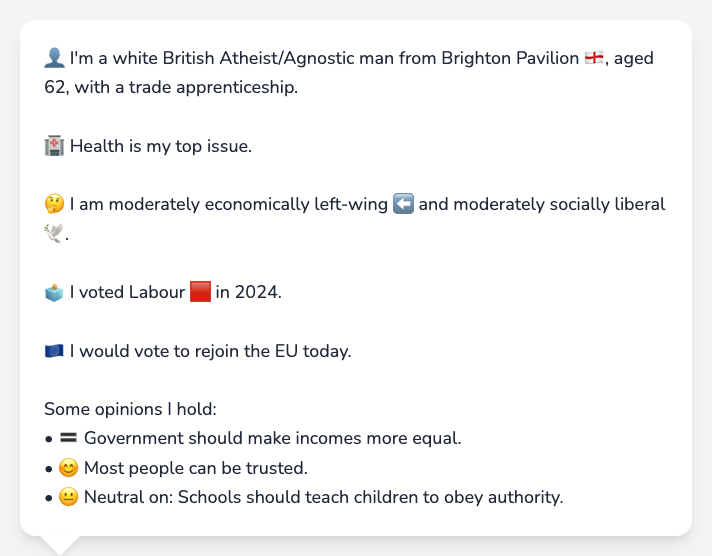 👤 I'm a white British Atheist/Agnostic man from Brighton Pavilion 🏴󠁧󠁢󠁥󠁮󠁧󠁿, aged
62, with a trade apprenticeship.
🏥 Health is my top issue.
🤔 I am moderately economically left-wing ⬅️ and moderately socially liberal
🕊️.
🗳️ I voted Labour 🟥 in 2024.
🇪🇺 I would vote to rejoin the EU today.
Some opinions I hold:
• 🟰 Government should make incomes more equal.
• 😊 Most people can be trusted.
• 😐 Neutral on: Schools should teach children to obey authority.